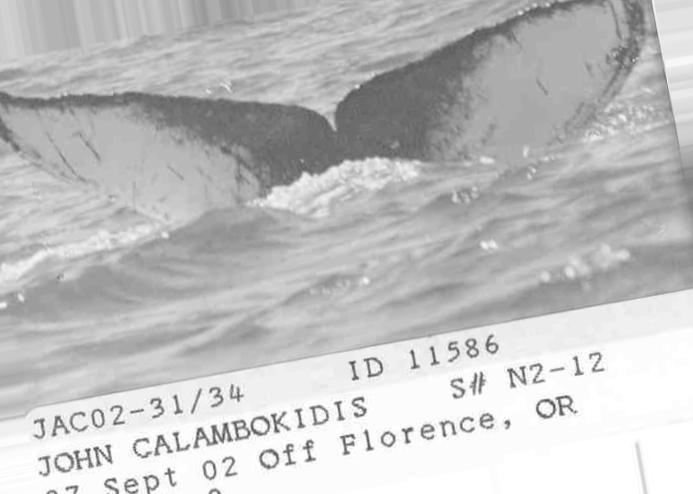 JAC02-31/34 ID 11586
JOHN CALAMBOKIDIS S# N2-12
Sept 02 Off Florence, OR